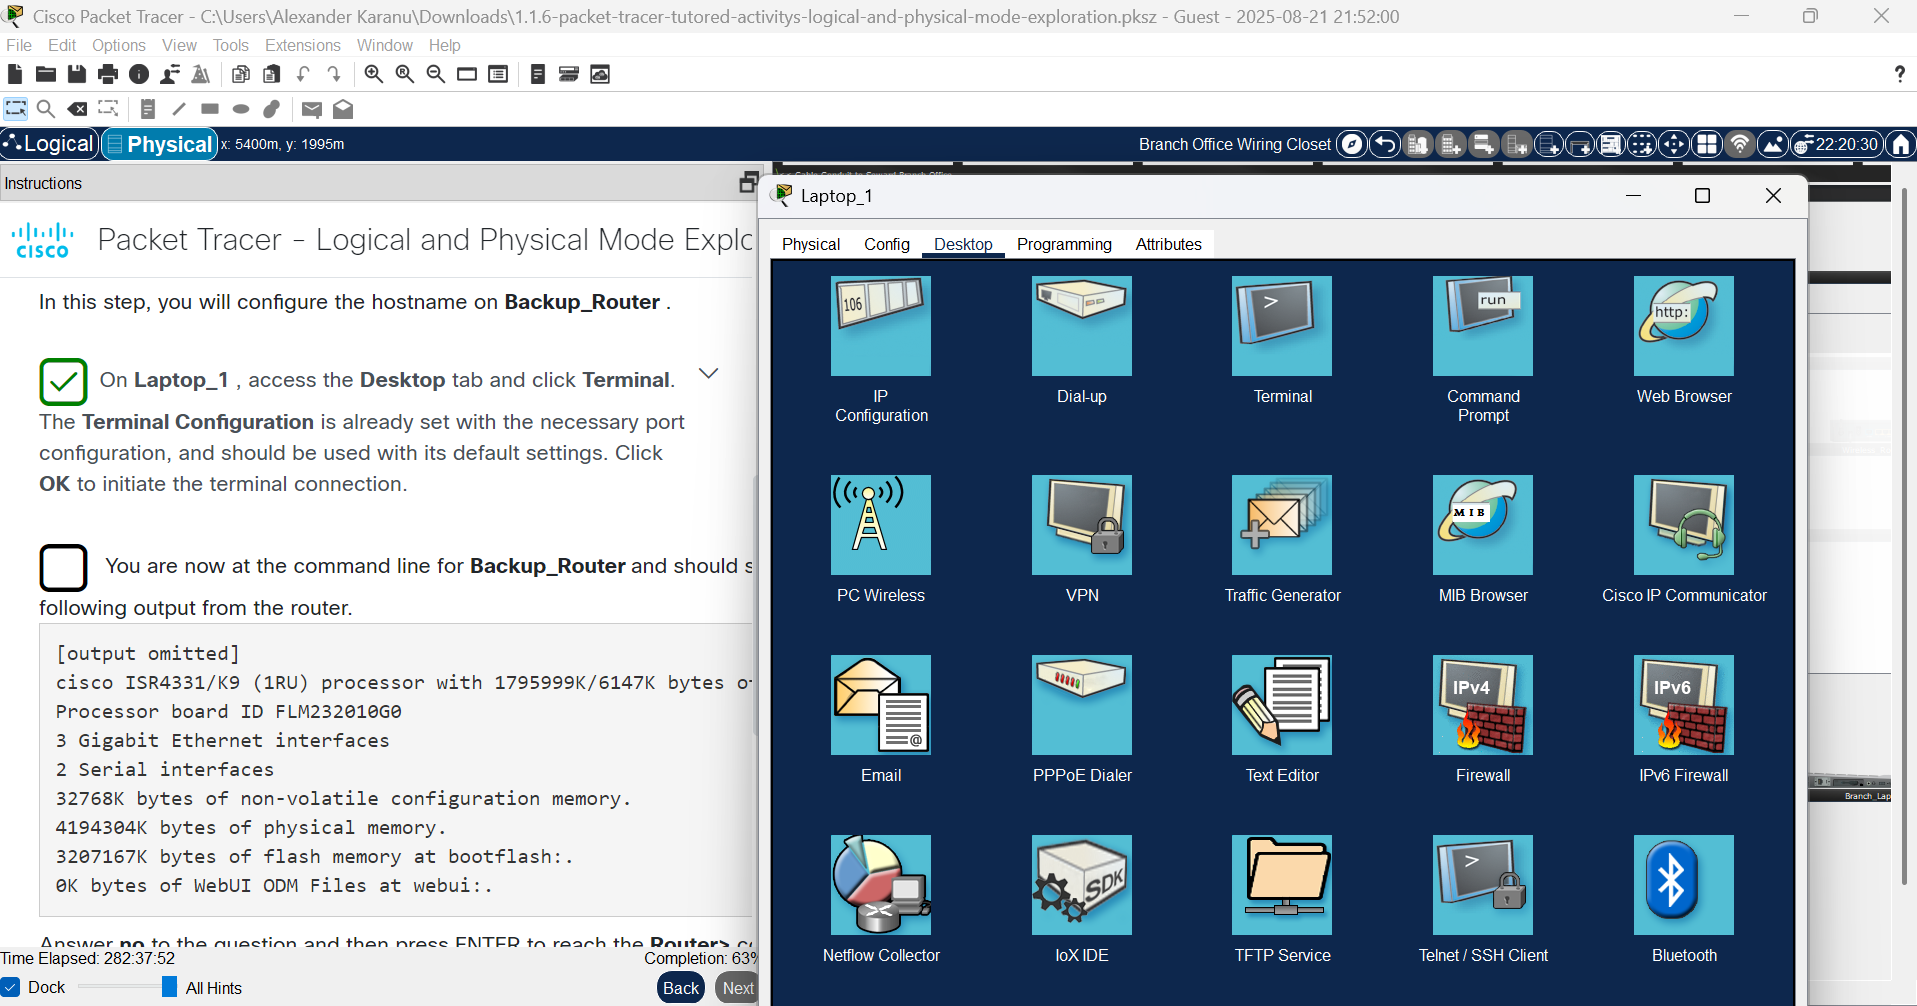 Cisco Packet Tracer - C:\Users\Alexander Karanu\Downloads\1.1.6-packet-tracer-tutored-activitys-logical-and-physical-mode-exploration.pksz - Guest - 2025-08-21 21:52:00
File Edit Options View Tools Extensions Window Help
?
Logical Physical x: 5400m, y: 1995m Branch Office Wiring Closet 22:20:30
Instructions
Laptop_1
cisco Packet Tracer - Logical and Physical Mode Explo
Physical Config Desktop Programming Attributes
In this step, you will configure the hostname on Backup_Router .
On Laptop_1 , access the Desktop tab and click Terminal.
The Terminal Configuration is already set with the necessary port
configuration, and should be used with its default settings. Click
OK to initiate the terminal connection.
You are now at the command line for Backup_Router and should s
following output from the router.
[output omitted]
cisco ISR4331/K9 (1RU) processor with 1795999K/6147K bytes o
Processor board ID FLM232010G0
3 Gigabit Ethernet interfaces
2 Serial interfaces
32768K bytes of non-volatile configuration memory.
4194304K bytes of physical memory.
3207167K bytes of flash memory at bootflash:.
0K bytes of WebUI ODM Files at webui:.
Answer no to the question and then press ENTER to reach the Router> c
Time Elapsed: 282:37:52 Completion: 63%
Dock All Hints Back Next
106
>
run
http:
IP Configuration
Dial-up
Terminal
Command Prompt
Web Browser
MIB
PC Wireless
VPN
Traffic Generator
MIB Browser
Cisco IP Communicator
@
IPv4
IPv6
Email
PPPoE Dialer
Text Editor
Firewall
IPv6 Firewall
SDK
>
Netflow Collector
IoX IDE
TFTP Service
Telnet / SSH Client
Bluetooth
Branch_Lap